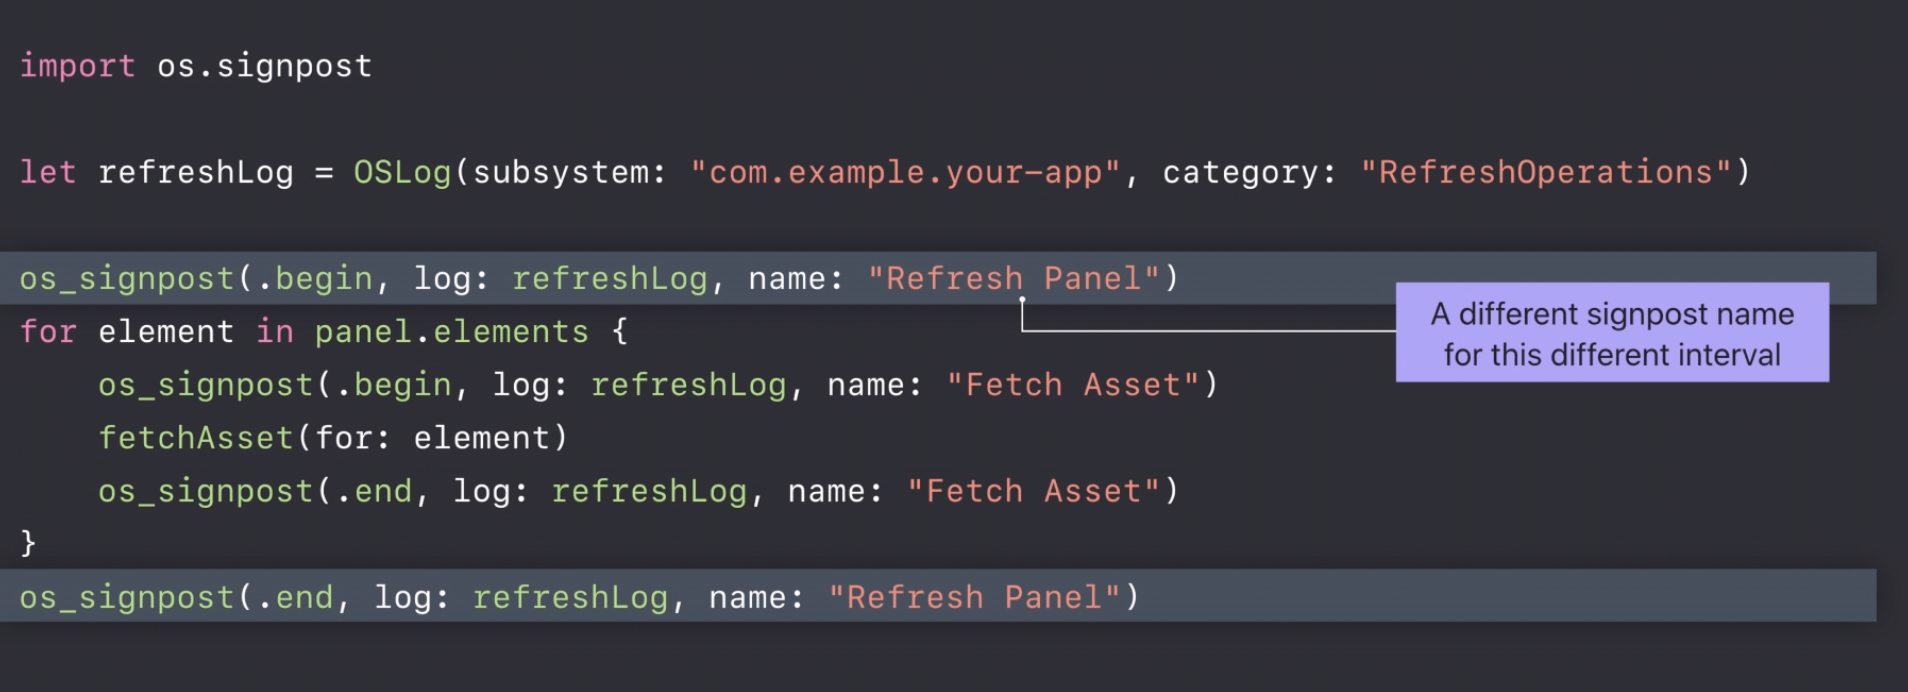 import os.signpost
let refreshLog = OSLog(subsystem: "com.example.your-app", category: "RefreshOperations")
os_signpost(.begin, log: refreshLog, name: "Refresh Panel")
A different signpost name
for this different interval
for element in panel.elements {
    os_signpost(.begin, log: refreshLog, name: "Fetch Asset")
    fetchAsset(for: element)
    os_signpost(.end, log: refreshLog, name: "Fetch Asset")
}
os_signpost(.end, log: refreshLog, name: "Refresh Panel")